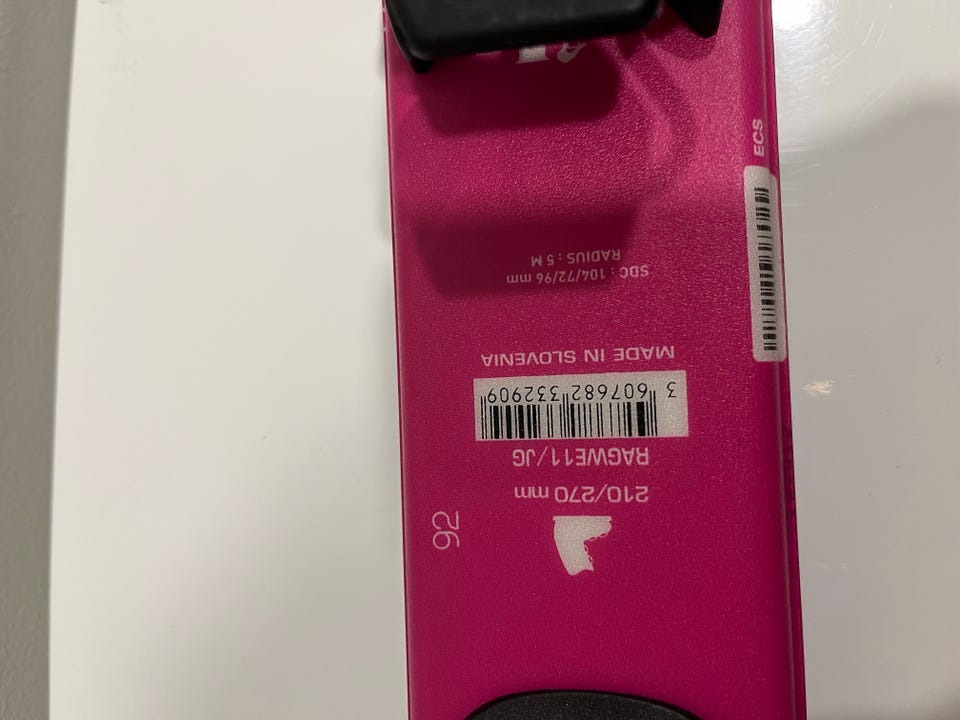 92
210/270 mm
RAGWE11/JG
3 607682 332909
MADE IN SLOVENIA
SDC : 104/72/96 mm
RADIUS : 5 M
ECS